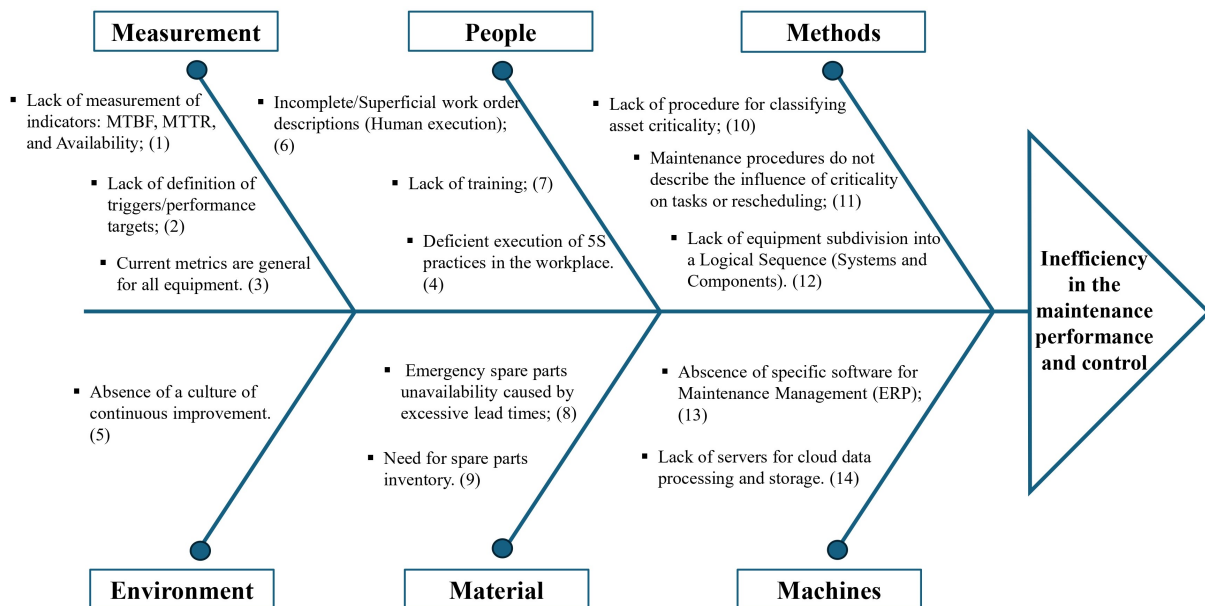 Measurement
People
Methods
▪ Lack of measurement of
indicators: MTBF, MTTR,
and Availability; (1)
▪ Lack of definition of
triggers/performance
targets; (2)
▪ Current metrics are general
for all equipment. (3)
▪ Incomplete/Superficial work order
descriptions (Human execution);
(6)
▪ Lack of training; (7)
▪ Deficient execution of 5S
practices in the workplace.
(4)
▪ Lack of procedure for classifying
asset criticality; (10)
▪ Maintenance procedures do not
describe the influence of criticality
on tasks or rescheduling; (11)
▪ Lack of equipment subdivision into
a Logical Sequence (Systems and
Components). (12)
Inefficiency
in the
maintenance
performance
and control
▪ Absence of a culture of
continuous improvement.
(5)
▪ Emergency spare parts
unavailability caused by
excessive lead times; (8)
▪ Need for spare parts
inventory. (9)
▪ Abscence of specific software for
Maintenance Management (ERP);
(13)
▪ Lack of servers for cloud data
processing and storage. (14)
Environment
Material
Machines